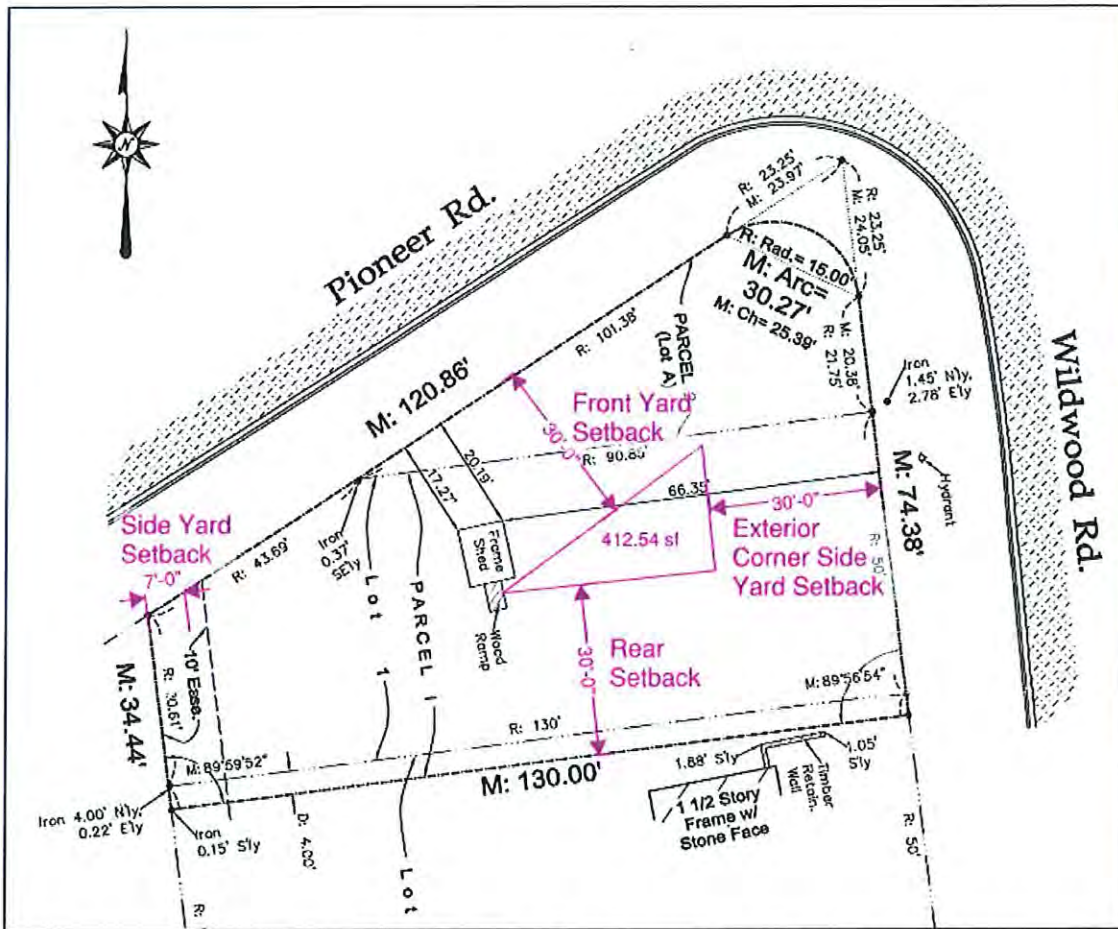 N
Pioneer Rd.
Wildwood Rd.
R: 23.25'
M: 23.97'
R: 23.25'
M: 24.05'
R: Rad.= 15.00'
M: Arc=
30.27'
M: Ch= 25.39'
M: 20.38'
R: 21.75'
Iron
1.45' N'ly,
2.78' E'ly
Hydrant
PARCEL
(Lot A)
R: 101.38'
M: 120.86'
Front Yard
Setback
30'-0"
R: 90.85'
66.35'
20.19'
17.27'
M: 74.38'
30'-0"
Exterior
Corner Side
Yard Setback
412.54 sf
Frame
Shed
Wood
Ramp
Iron
0.37'
SE'ly
Side Yard
Setback
7'-0"
R: 43.69'
Lot 1
PARCEL 1
10' Ease.
R: 30.61'
M: 34.44'
30'-0"
Rear
Setback
R: 50'
M: 89°56'54"
R: 130'
M: 89°59'52"
M: 130.00'
1.88' S'ly
1.05'
S'ly
Timber
Retain.
Wall
1 1/2 Story
Frame w/
Stone Face
Iron 4.00' N'ly,
0.22' E'ly
Iron
0.15' S'ly
D: 4.00'
Lot
R: 50'
R: